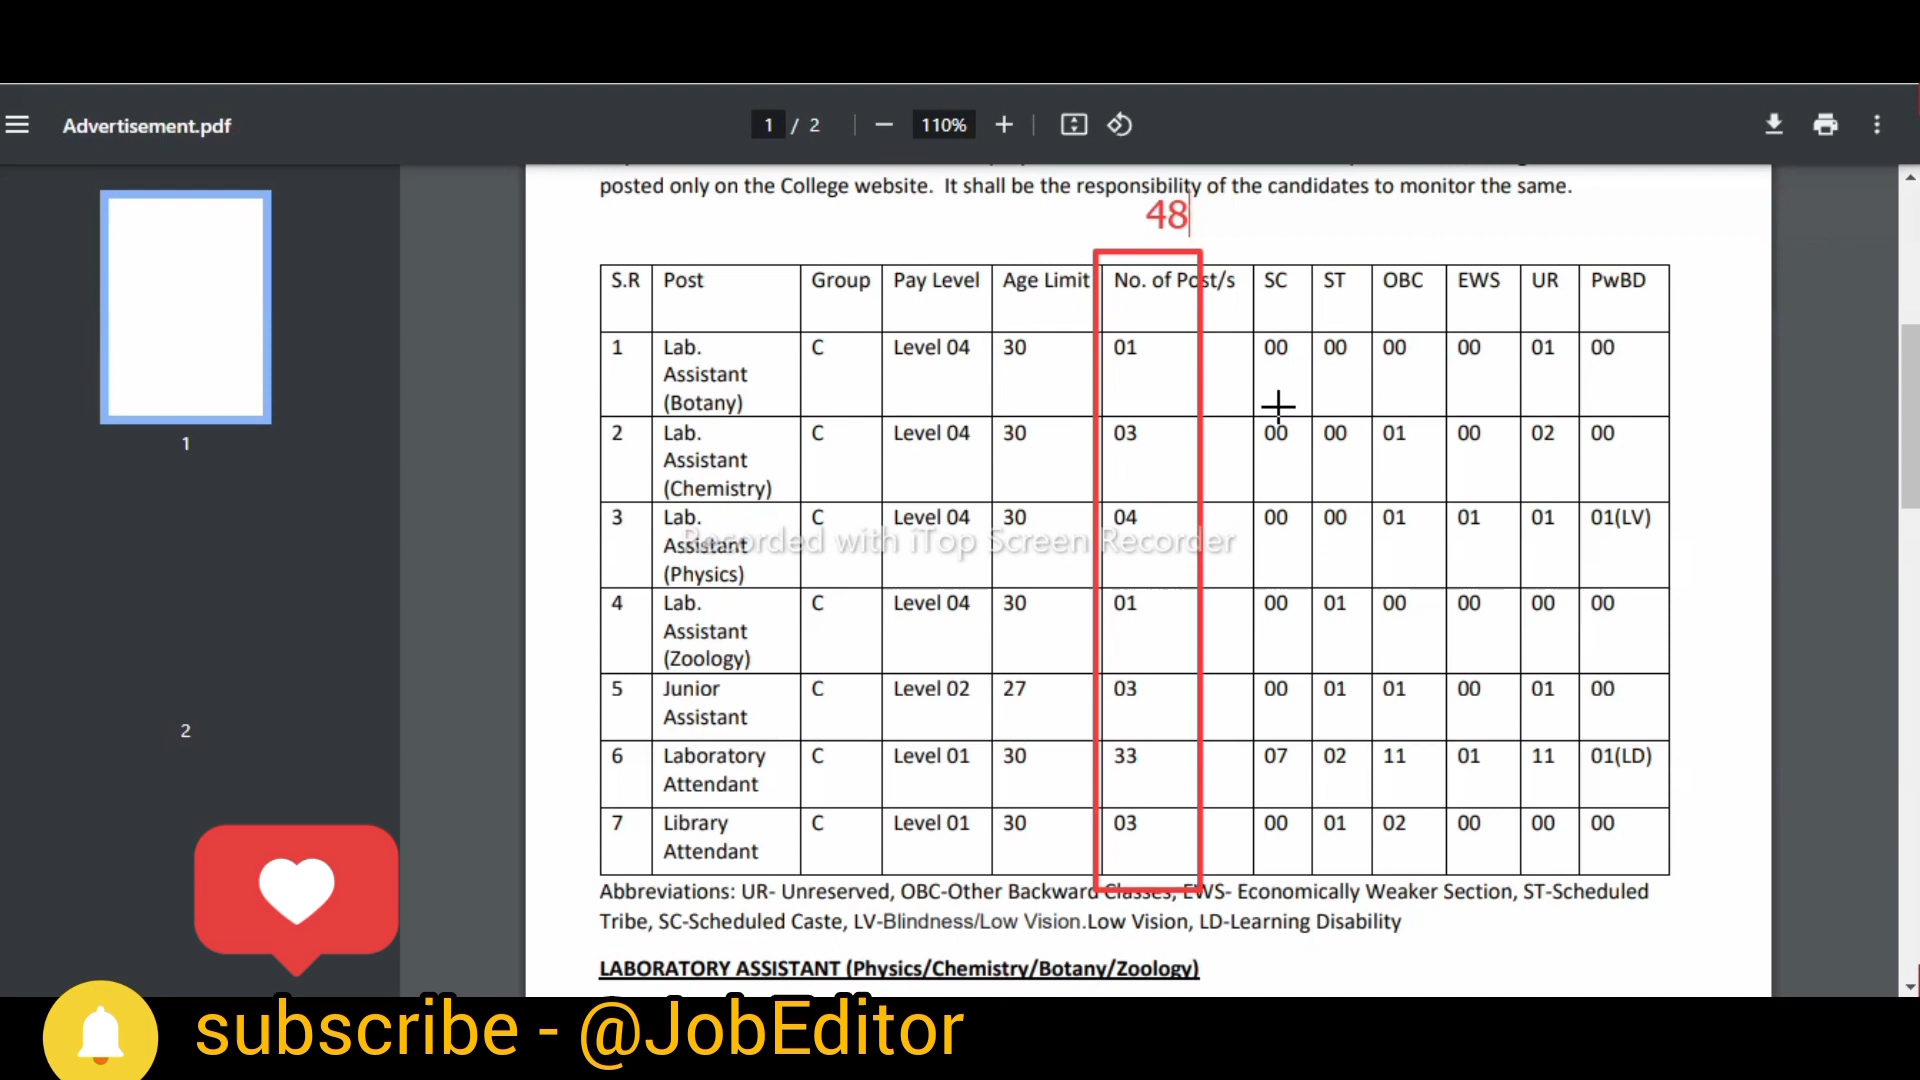 Advertisement.pdf
1 / 2
110%
posted only on the College website. It shall be the responsibility of the candidates to monitor the same.
48
S.R Post Group Pay Level Age Limit No. of Post/s SC ST OBC EWS UR PwBD
1 Lab. Assistant (Botany) C Level 04 30 01 00 00 00 00 01 00
2 Lab. Assistant (Chemistry) C Level 04 30 03 00 00 01 00 02 00
3 Lab. Assistant (Physics) C Level 04 30 04 00 00 01 01 01 01(LV)
Recorded with iTop Screen Recorder
4 Lab. Assistant (Zoology) C Level 04 30 01 00 01 00 00 00 00
5 Junior Assistant C Level 02 27 03 00 01 01 00 01 00
6 Laboratory Attendant C Level 01 30 33 07 02 11 01 11 01(LD)
7 Library Attendant C Level 01 30 03 00 01 02 00 00 00
Abbreviations: UR- Unreserved, OBC-Other Backward Classes, EWS- Economically Weaker Section, ST-Scheduled
Tribe, SC-Scheduled Caste, LV-Blindness/Low Vision.Low Vision, LD-Learning Disability
LABORATORY ASSISTANT (Physics/Chemistry/Botany/Zoology)
1
2
subscribe - @JobEditor